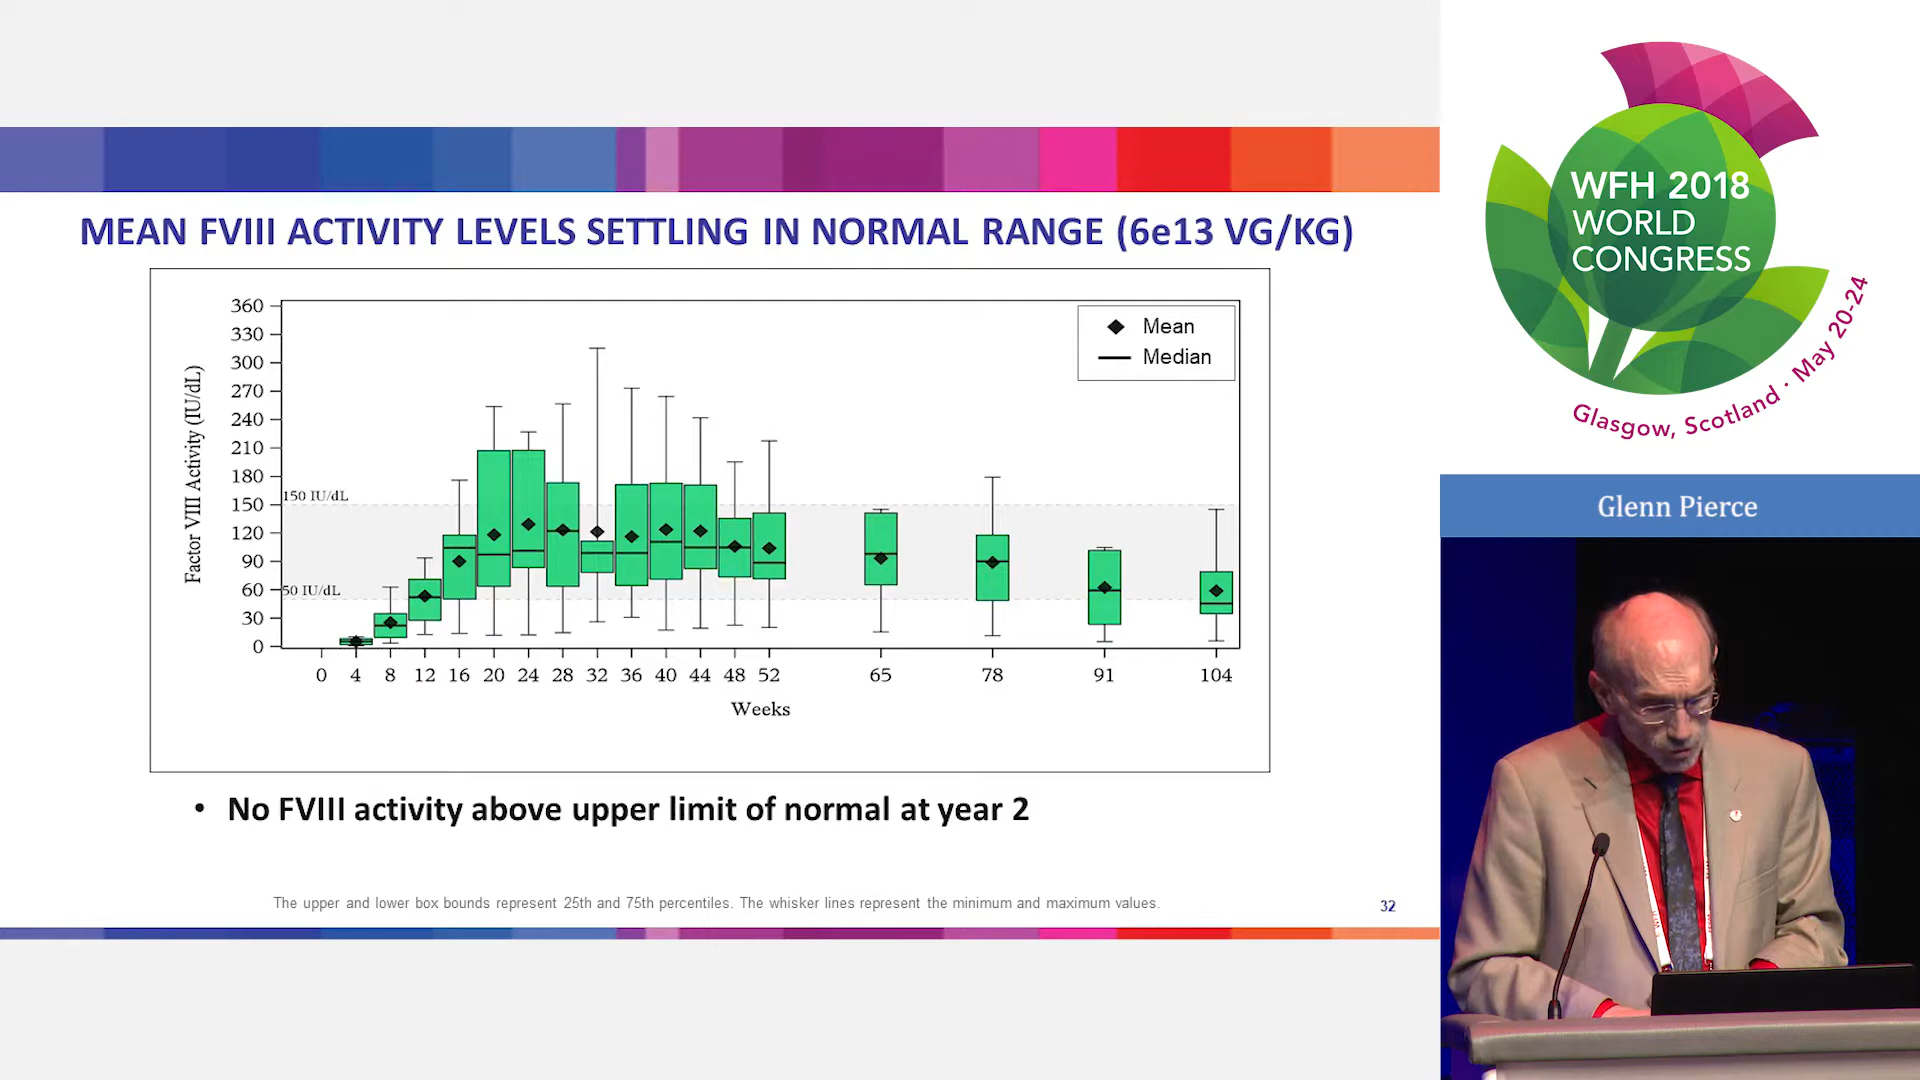 MEAN FVIII ACTIVITY LEVELS SETTLING IN NORMAL RANGE (6e13 VG/KG)
Factor VIII Activity (IU/dL)
360
330
300
270
240
210
180
150
120
90
60
30
0
150 IU/dL
50 IU/dL
Mean
Median
0 4 8 12 16 20 24 28 32 36 40 44 48 52 65 78 91 104
Weeks
• No FVIII activity above upper limit of normal at year 2
The upper and lower box bounds represent 25th and 75th percentiles. The whisker lines represent the minimum and maximum values.
32
WFH 2018
WORLD
CONGRESS
Glasgow, Scotland · May 20-24
Glenn Pierce